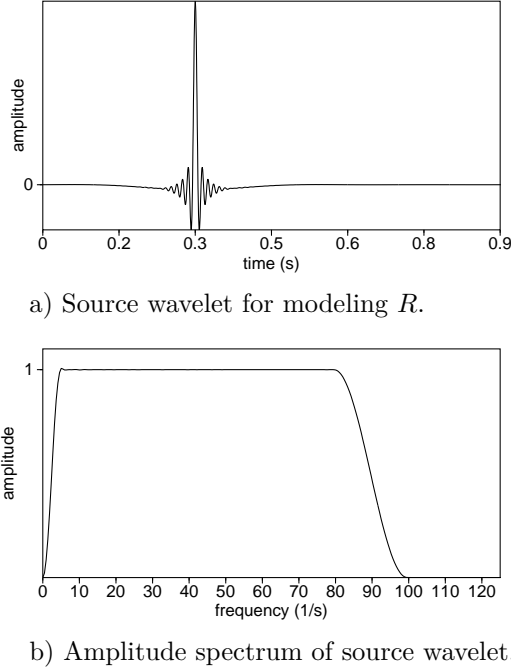 amplitude
0
0 0.2 0.3 0.5 0.6 0.8 0.9
time (s)
a) Source wavelet for modeling R.
1
amplitude
0 10 20 30 40 50 60 70 80 90 100 110 120
frequency (1/s)
b) Amplitude spectrum of source wavelet